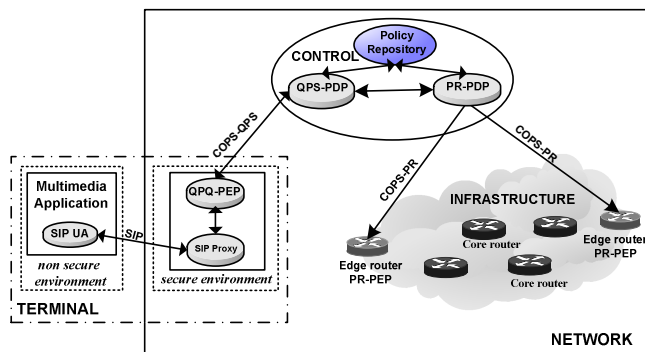 Policy
Repository
CONTROL
QPS-PDP
PR-PDP
COPS-QPS
COPS-PR
COPS-PR
Multimedia
Application
SIP UA
non secure
environment
SIP
QPQ-PEP
SIP Proxy
secure environment
TERMINAL
INFRASTRUCTURE
Core router
Edge router
PR-PEP
Edge router
PR-PEP
Core router
NETWORK